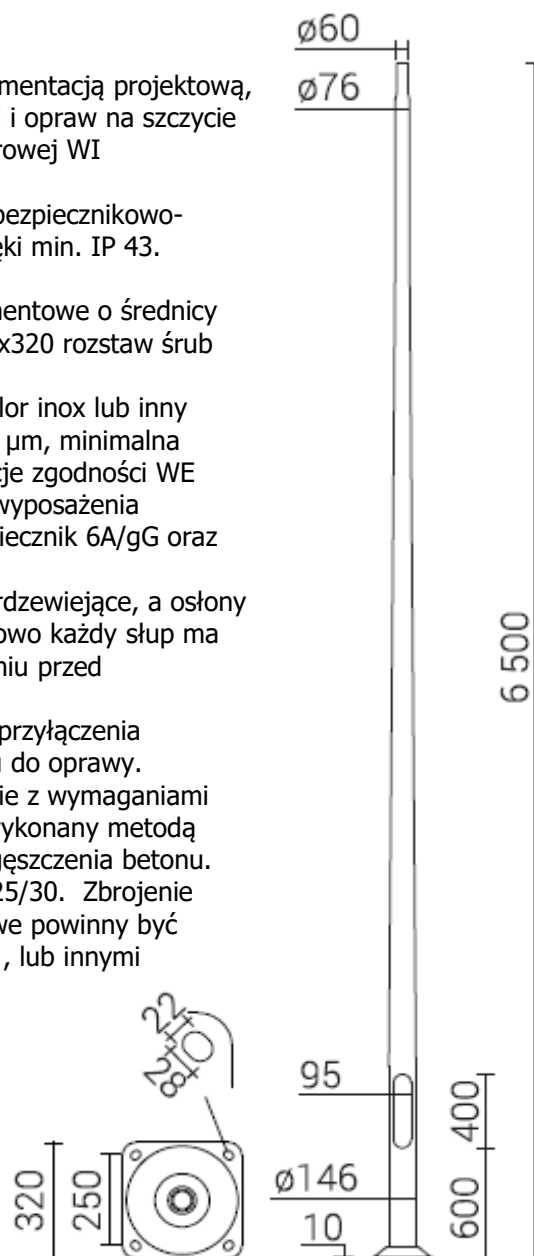 mentacją projektową,
i opraw na szczycie
rowej WI
bezpiecznikowo-
ęki min. IP 43.
mentowe o średnicy
x320 rozstaw śrub
lor inox lub inny
µm, minimalna
cje zgodności WE
wyposażenia
iecznik 6A/gG oraz
rdzewiejące, a osłony
owo każdy słup ma
niu przed
przyłączenia
u do oprawy.
ie z wymaganiami
wykonany metodą
gęszczenia betonu.
25/30. Zbrojenie
we powinny być
, lub innymi
ø60
ø76
6 500
95
400
ø146
600
10
22
28
320
250